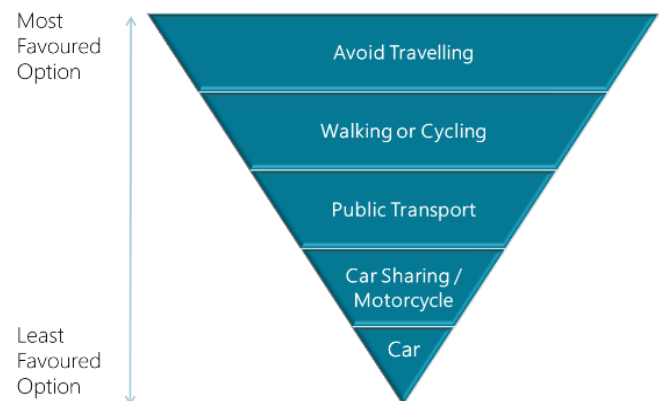 Most
Favoured
Option
Avoid Travelling
Walking or Cycling
Public Transport
Car Sharing /
Motorcycle
Car
Least
Favoured
Option